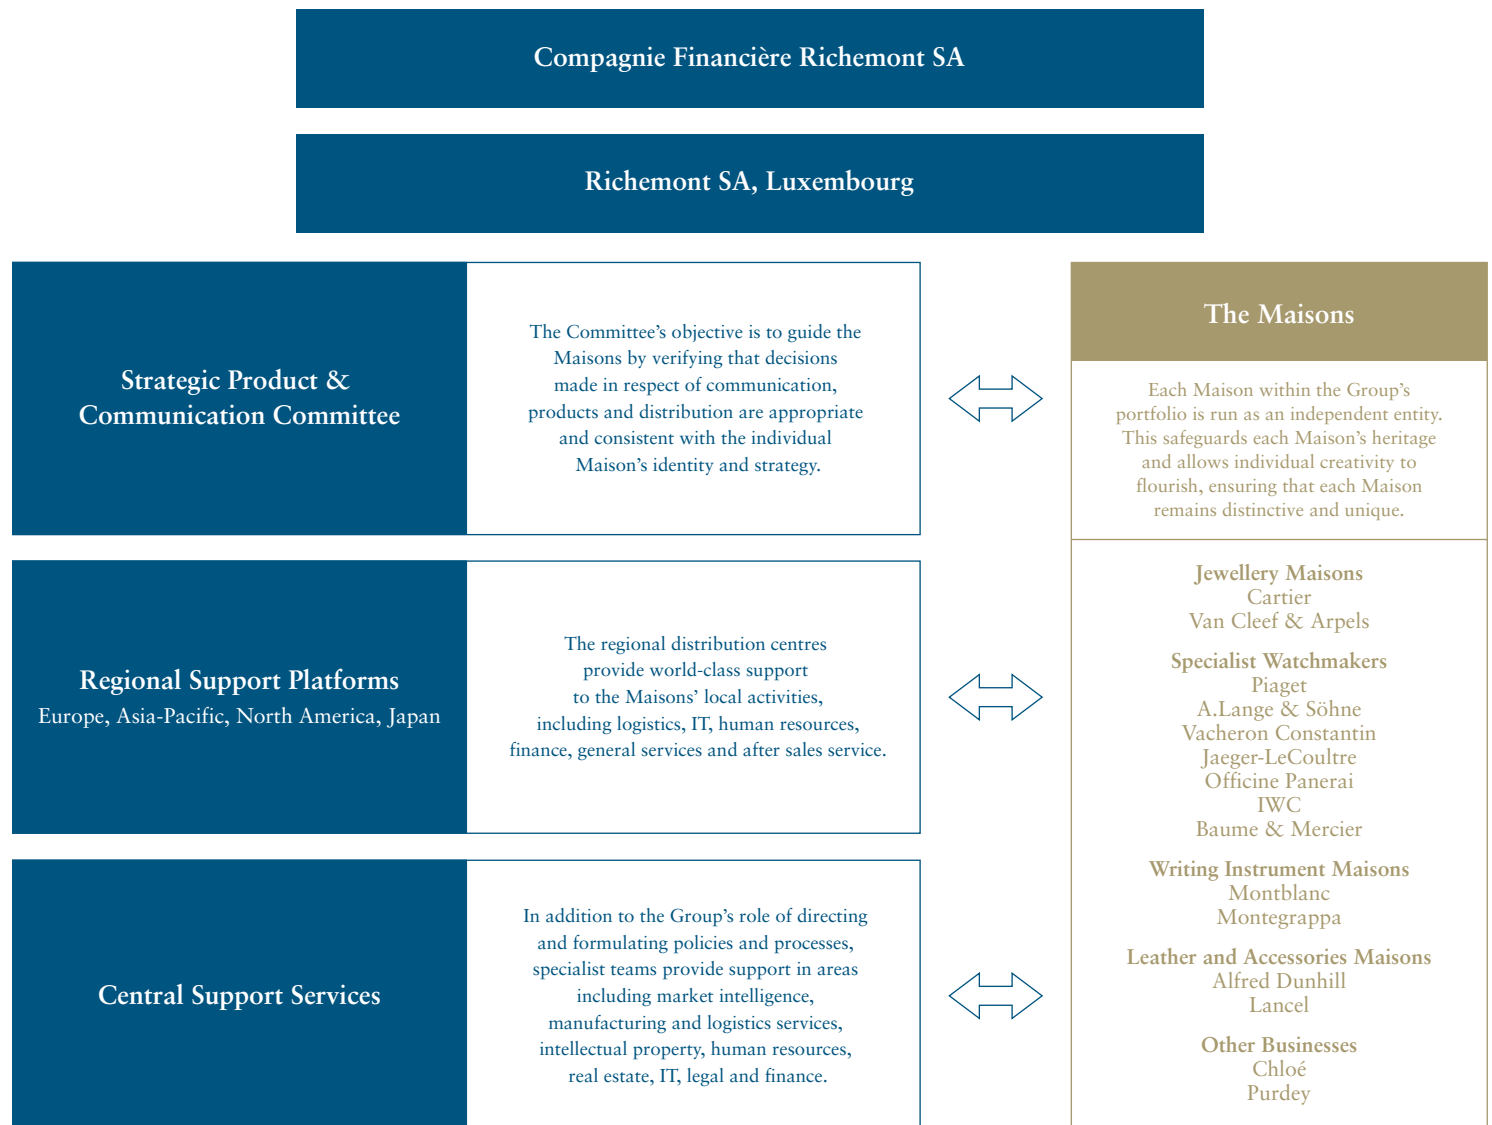 Compagnie Financière Richemont SA
Richemont SA, Luxembourg
Strategic Product &
Communication Committee
The Committee’s objective is to guide the
Maisons by verifying that decisions
made in respect of communication,
products and distribution are appropriate
and consistent with the individual
Maison’s identity and strategy.
Regional Support Platforms
Europe, Asia-Pacific, North America, Japan
The regional distribution centres
provide world-class support
to the Maisons’ local activities,
including logistics, IT, human resources,
finance, general services and after sales service.
Central Support Services
In addition to the Group’s role of directing
and formulating policies and processes,
specialist teams provide support in areas
including market intelligence,
manufacturing and logistics services,
intellectual property, human resources,
real estate, IT, legal and finance.
The Maisons
Each Maison within the Group’s
portfolio is run as an independent entity.
This safeguards each Maison’s heritage
and allows individual creativity to
flourish, ensuring that each Maison
remains distinctive and unique.
Jewellery Maisons
Cartier
Van Cleef & Arpels
Specialist Watchmakers
Piaget
A.Lange & Söhne
Vacheron Constantin
Jaeger-LeCoultre
Officine Panerai
IWC
Baume & Mercier
Writing Instrument Maisons
Montblanc
Montegrappa
Leather and Accessories Maisons
Alfred Dunhill
Lancel
Other Businesses
Chloé
Purdey